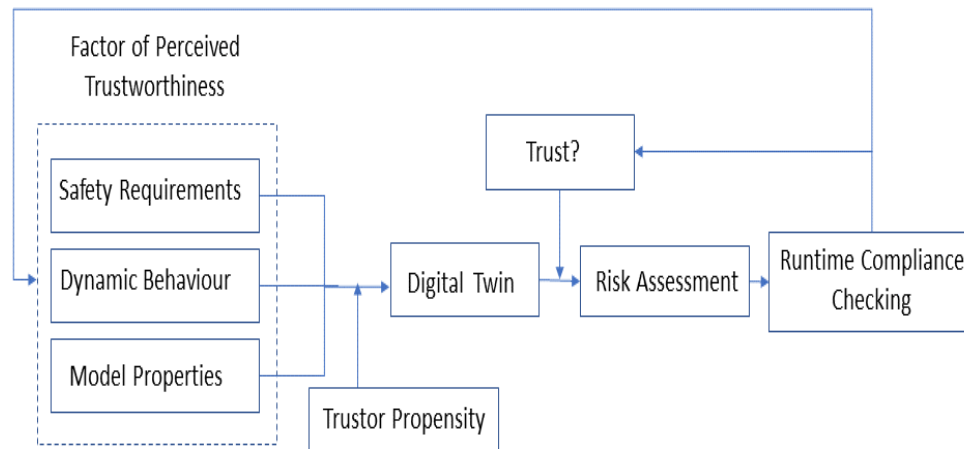 Factor of Perceived
Trustworthiness
Trust?
Safety Requirements
Dynamic Behaviour
Digital Twin
Risk Assessment
Runtime Compliance
Checking
Model Properties
Trustor Propensity